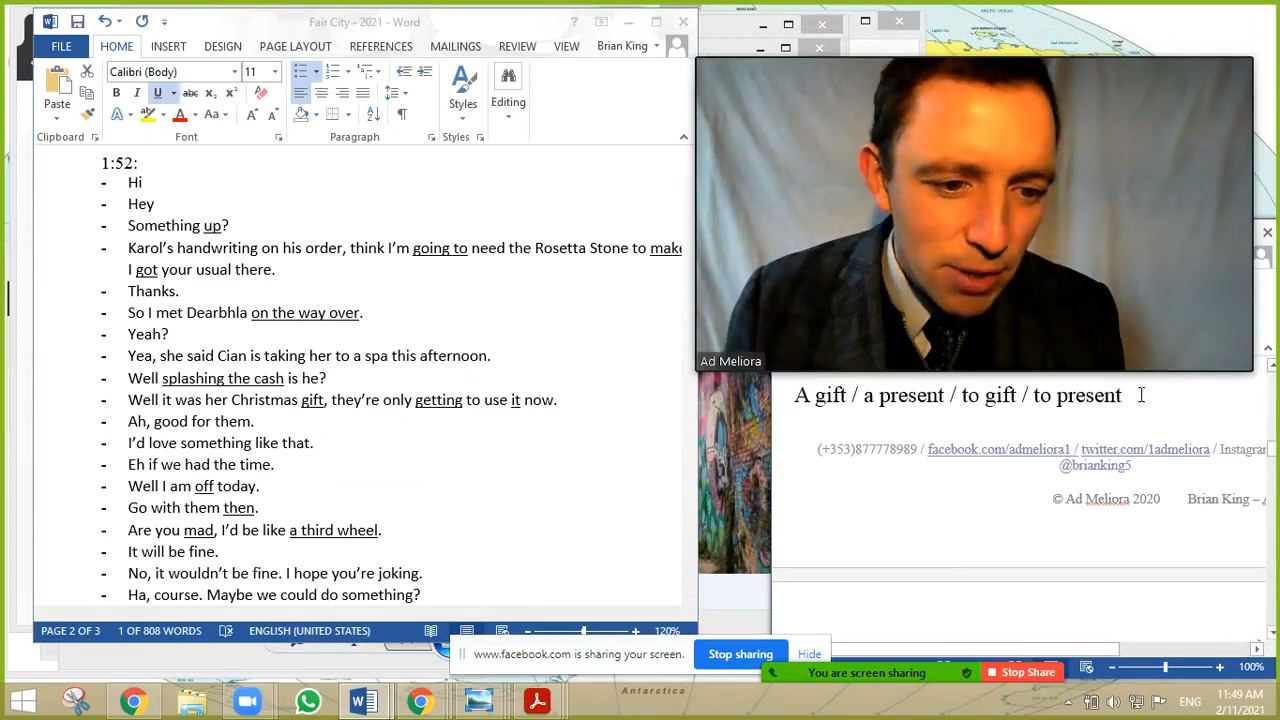 Fair City - 2021 - Word
FILE HOME INSERT DESIGN PAGE LAYOUT REFERENCES MAILINGS REVIEW VIEW Brian King
Calibri (Body) 11
Paste
Styles
Editing
Clipboard Font Paragraph Styles
1:52:
- Hi
- Hey
- Something up?
- Karol's handwriting on his order, think I'm going to need the Rosetta Stone to make
I got your usual there.
- Thanks.
- So I met Dearbhla on the way over.
- Yeah?
- Yea, she said Cian is taking her to a spa this afternoon.
- Well splashing the cash is he?
- Well it was her Christmas gift, they're only getting to use it now.
- Ah, good for them.
- I'd love something like that.
- Eh if we had the time.
- Well I am off today.
- Go with them then.
- Are you mad, I'd be like a third wheel.
- It will be fine.
- No, it wouldn't be fine. I hope you're joking.
- Ha, course. Maybe we could do something?
PAGE 2 OF 3 1 OF 808 WORDS ENGLISH (UNITED STATES) 120%
Ad Meliora
A gift / a present / to gift / to present
(+353)877778989 / facebook.com/admeliora1 / twitter.com/1admeliora / Instagram
@brianking5
© Ad Meliora 2020 Brian King –
100%
www.facebook.com is sharing your screen. Stop sharing Hide
You are screen sharing Stop Share
Antarctica
ENG
11:49 AM
2/11/2021